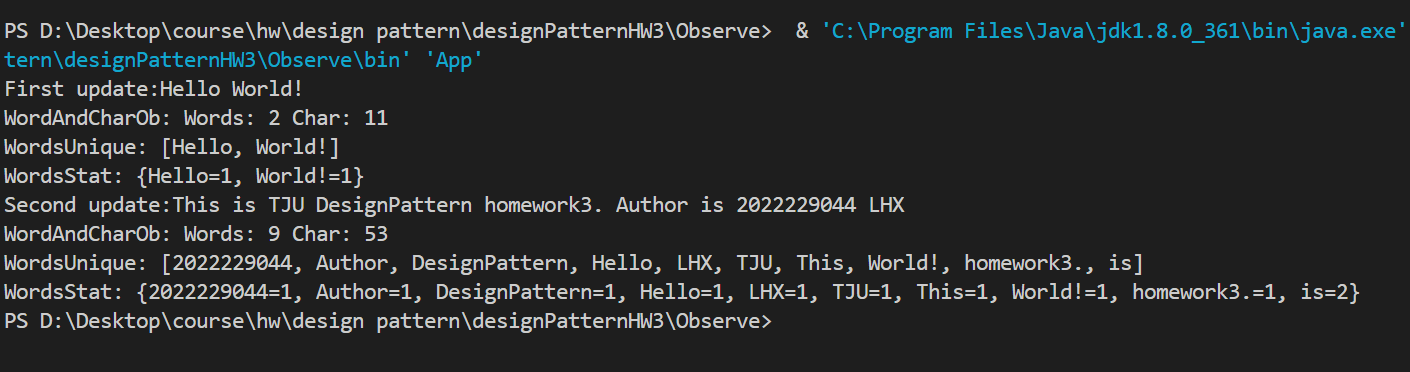 PS D:\Desktop\course\hw\design pattern\designPatternHW3\Observe>  & 'C:\Program Files\Java\jdk1.8.0_361\bin\java.exe'
tern\designPatternHW3\Observe\bin' 'App'
First update:Hello World!
WordAndCharOb: Words: 2 Char: 11
WordsUnique: [Hello, World!]
WordsStat: {Hello=1, World!=1}
Second update:This is TJU DesignPattern homework3. Author is 2022229044 LHX
WordAndCharOb: Words: 9 Char: 53
WordsUnique: [2022229044, Author, DesignPattern, Hello, LHX, TJU, This, World!, homework3., is]
WordsStat: {2022229044=1, Author=1, DesignPattern=1, Hello=1, LHX=1, TJU=1, This=1, World!=1, homework3.=1, is=2}
PS D:\Desktop\course\hw\design pattern\designPatternHW3\Observe>